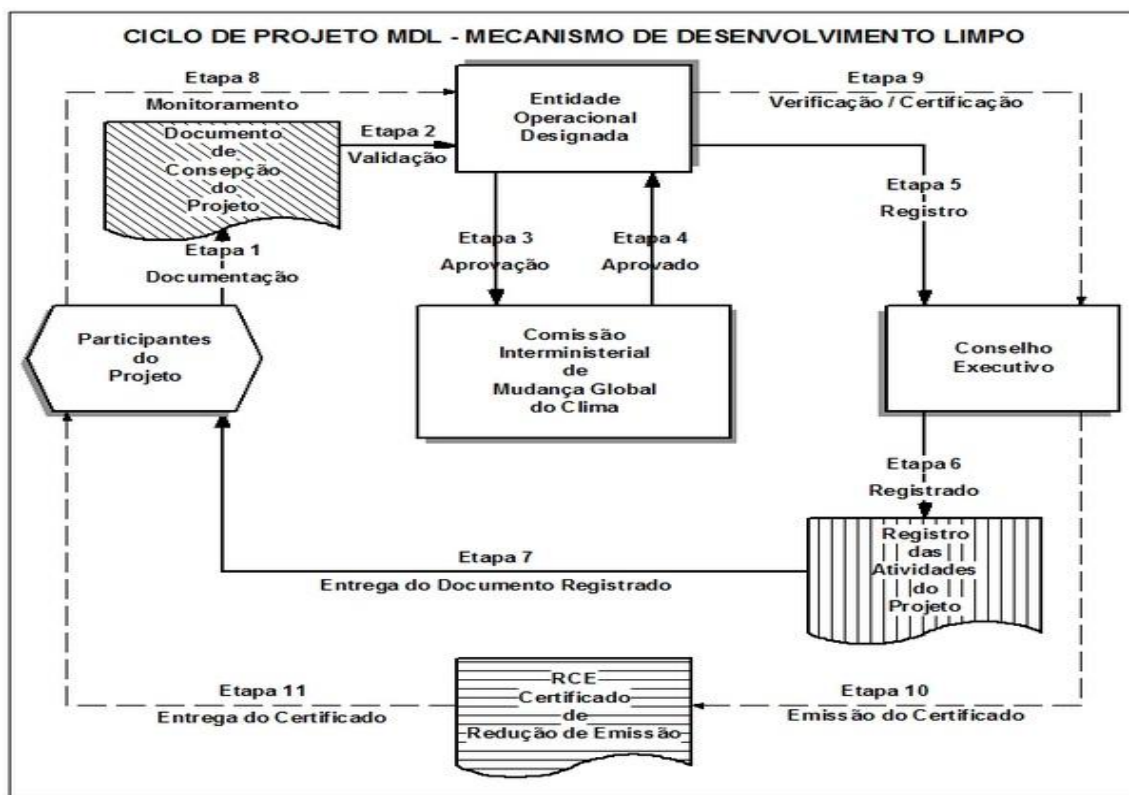 CICLO DE PROJETO MDL - MECANISMO DE DESENVOLVIMENTO LIMPO
Etapa 8
Monitoramento
Etapa 9
Verificação / Certificação
Entidade
Operacional
Designada
Documento
de
Consepção
do
Projeto
Etapa 2
Validação
Etapa 5
Registro
Etapa 1
Documentação
Etapa 3
Aprovação
Etapa 4
Aprovado
Participantes
do
Projeto
Comissão
Interministerial
de
Mudança Global
do Clima
Conselho
Executivo
Etapa 6
Registrado
Etapa 7
Entrega do Documento Registrado
Registro
das
Atividades
do
Projeto
Etapa 11
Entrega do Certificado
RCE
Certificado
de
Redução de Emissão
Etapa 10
Emissão do Certificado